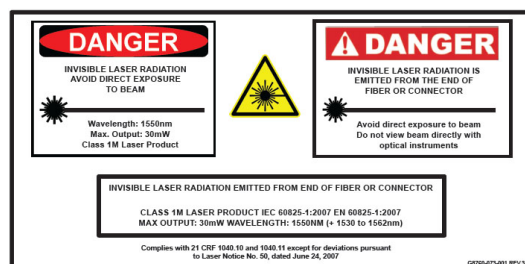 DANGER
INVISIBLE LASER RADIATION
AVOID DIRECT EXPOSURE
TO BEAM
Wavelength: 1550nm
Max. Output: 30mW
Class 1M Laser Product
DANGER
INVISIBLE LASER RADIATION IS
EMITTED FROM THE END OF
FIBER OR CONNECTOR
Avoid direct exposure to beam
Do not view beam directly with
optical instruments
INVISIBLE LASER RADIATION EMITTED FROM END OF FIBER OR CONNECTOR
CLASS 1M LASER PRODUCT IEC 60825-1:2007 EN 60825-1:2007
MAX OUTPUT: 30mW WAVELENGTH: 1550NM (+ 1530 to 1562nm)
Complies with 21 CRF 1040.10 and 1040.11 except for deviations pursuant
to Laser Notice No. 50, dated June 24, 2007